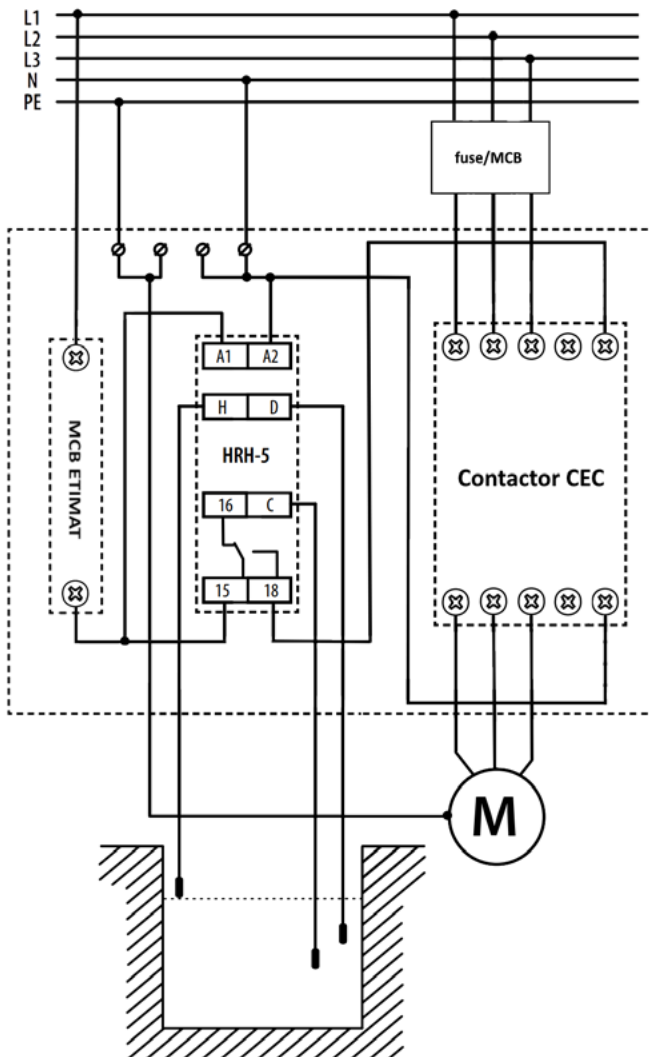 L1
L2
L3
N
PE
fuse/MCB
A1 A2
H D
HRH-5
16 C
15 18
MCB ETIMAT
Contactor CEC
M